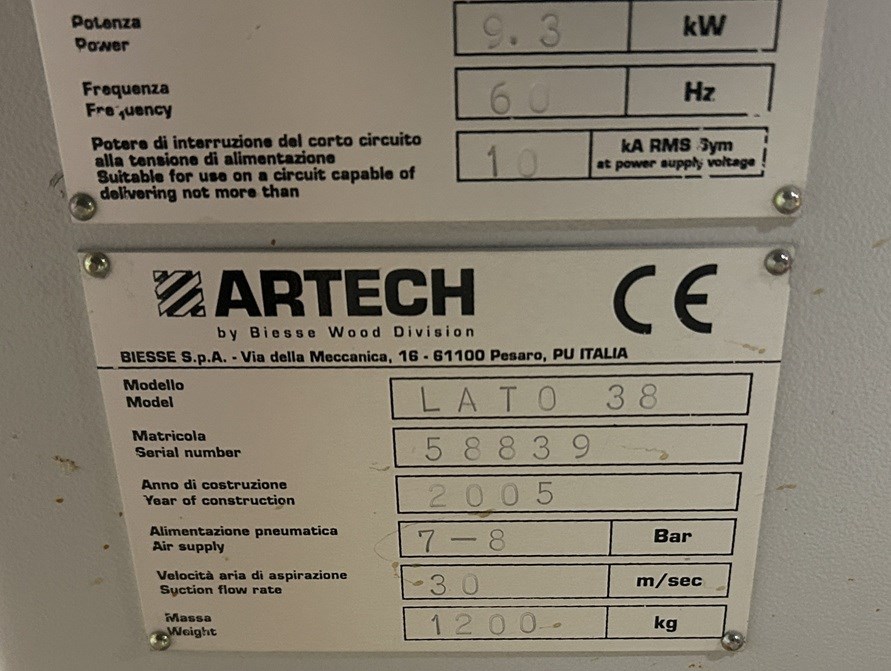 Potenza 9.3 kW
Power
Frequenza 60 Hz
Frequency
Potere di interruzione del corto circuito
alla tensione di alimentazione
Suitable for use on a circuit capable of
delivering not more than
10 kA RMS Sym
at power supply voltage
ARTECH CE
by Biesse Wood Division
BIESSE S.p.A. - Via della Meccanica, 16 - 61100 Pesaro, PU ITALIA
Modello
Model
LATO 38
Matricola
Serial number
58839
Anno di costruzione
Year of construction
2005
Alimentazione pneumatica
Air supply
7-8 Bar
Velocità aria di aspirazione
Suction flow rate
30 m/sec
Massa
Weight
1200 kg